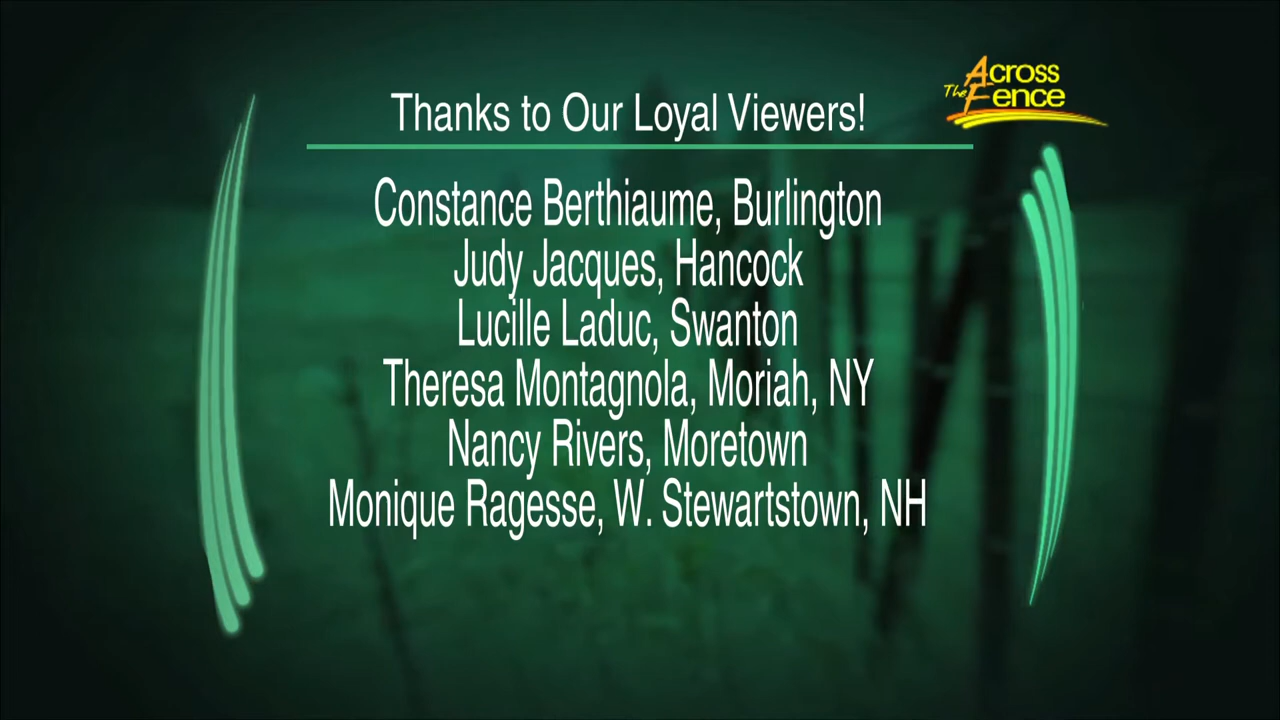 Across
The Fence
Thanks to Our Loyal Viewers!
Constance Berthiaume, Burlington
Judy Jacques, Hancock
Lucille Laduc, Swanton
Theresa Montagnola, Moriah, NY
Nancy Rivers, Moretown
Monique Ragesse, W. Stewartstown, NH